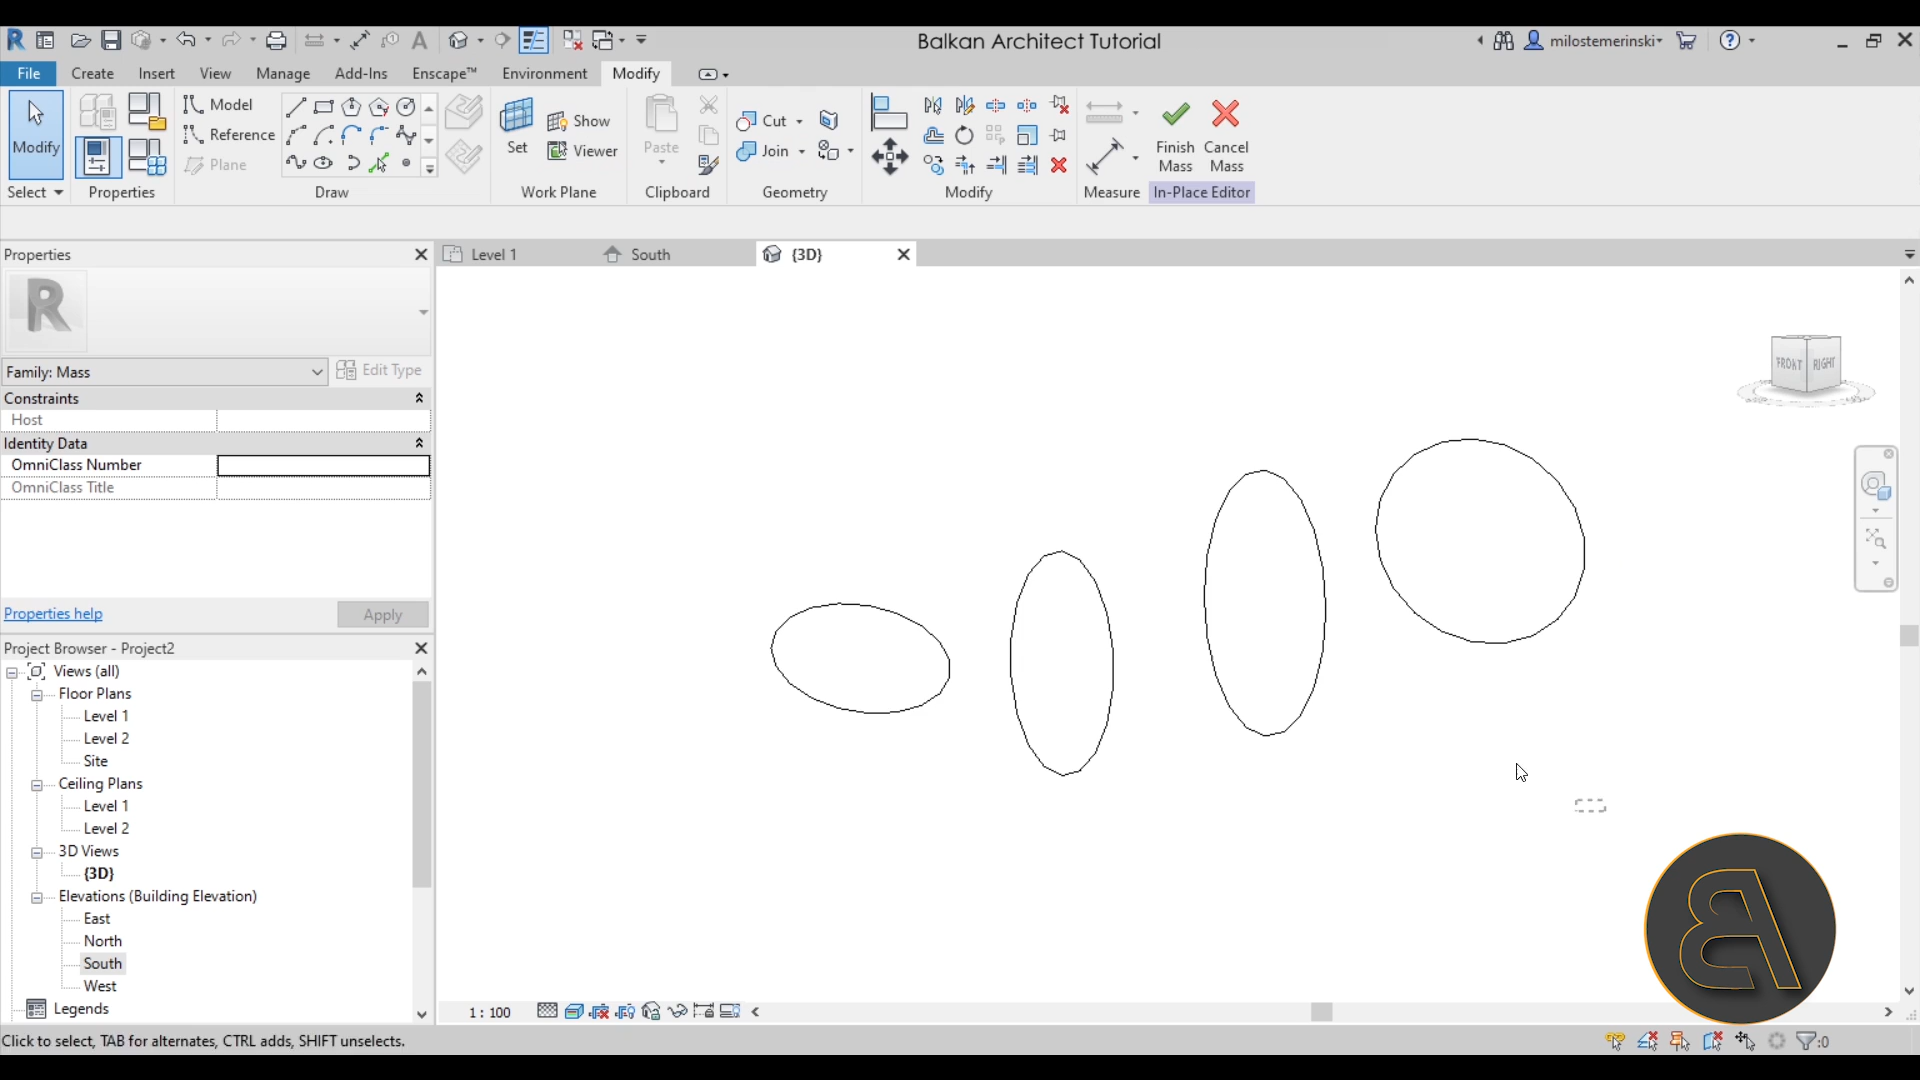 Balkan Architect Tutorial
milostemerinski
File Create Insert View Manage Add-Ins Enscape™ Environment Modify
Modify
Model
Reference
Plane
Set
Show
Viewer
Paste
Cut
Join
Finish Mass
Cancel Mass
Select Properties Draw Work Plane Clipboard Geometry Modify Measure In-Place Editor
Properties
Level 1
South
{3D}
R
Family: Mass
Edit Type
Constraints
Host
Identity Data
OmniClass Number
OmniClass Title
Properties help
Apply
FRONT RIGHT
Project Browser - Project2
Views (all)
Floor Plans
Level 1
Level 2
Site
Ceiling Plans
Level 1
Level 2
3D Views
{3D}
Elevations (Building Elevation)
East
North
South
West
Legends
1 : 100
Click to select, TAB for alternates, CTRL adds, SHIFT unselects.
:0